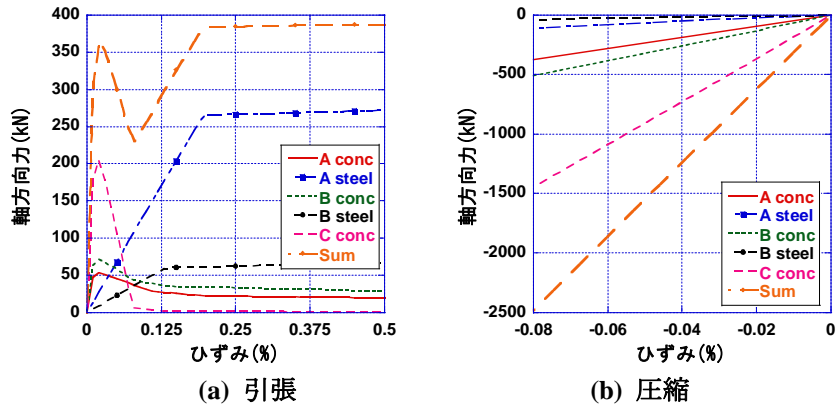 400
350
300
250
200
150
100
50
0
軸方向力(kN)
0 0.125 0.25 0.375 0.5
ひずみ(%)
A conc
A steel
B conc
B steel
C conc
Sum
(a) 引張
0
-500
-1000
-1500
-2000
-2500
軸方向力(kN)
-0.08 -0.06 -0.04 -0.02 0
ひずみ(%)
A conc
A steel
B conc
B steel
C conc
Sum
(b) 圧縮